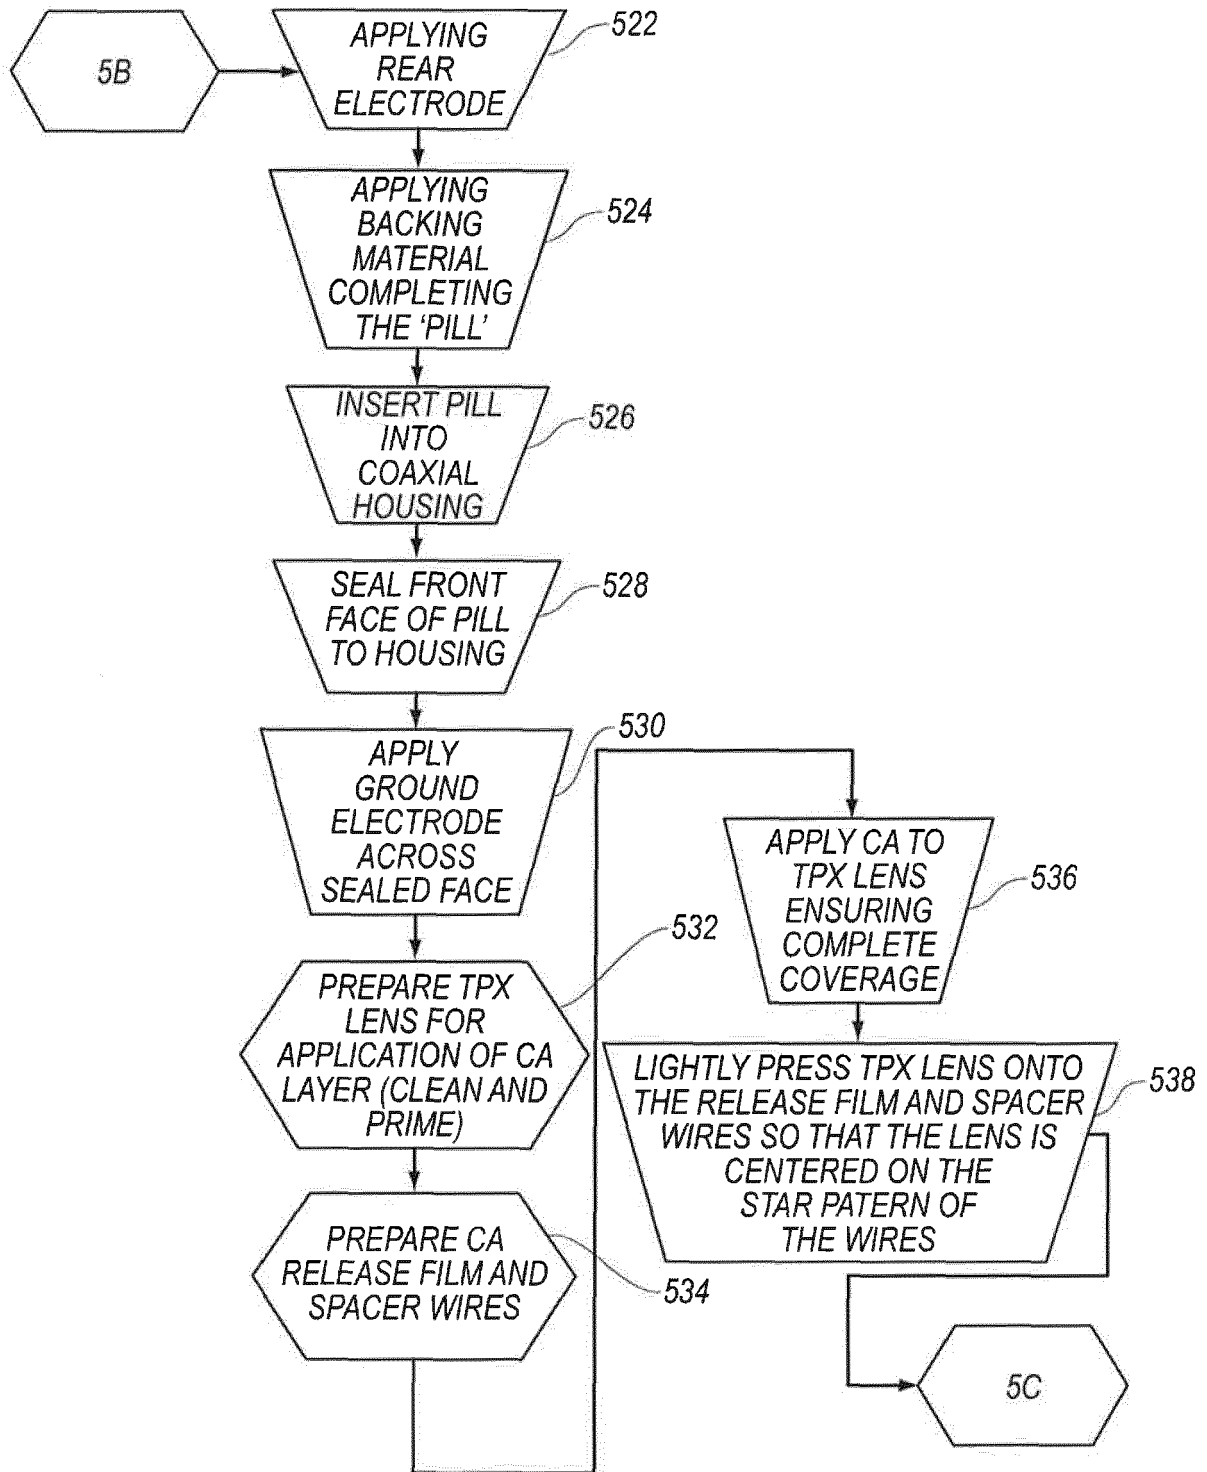 5B
APPLYING
REAR
ELECTRODE
522
APPLYING
BACKING
MATERIAL
COMPLETING
THE ‘PILL’
524
INSERT PILL
INTO
COAXIAL
HOUSING
526
SEAL FRONT
FACE OF PILL
TO HOUSING
528
APPLY
GROUND
ELECTRODE
ACROSS
SEALED FACE
530
PREPARE TPX
LENS FOR
APPLICATION OF CA
LAYER (CLEAN AND
PRIME)
532
PREPARE CA
RELEASE FILM AND
SPACER WIRES
534
APPLY CA TO
TPX LENS
ENSURING
COMPLETE
COVERAGE
536
LIGHTLY PRESS TPX LENS ONTO
THE RELEASE FILM AND SPACER
WIRES SO THAT THE LENS IS
CENTERED ON THE
STAR PATERN OF
THE WIRES
538
5C